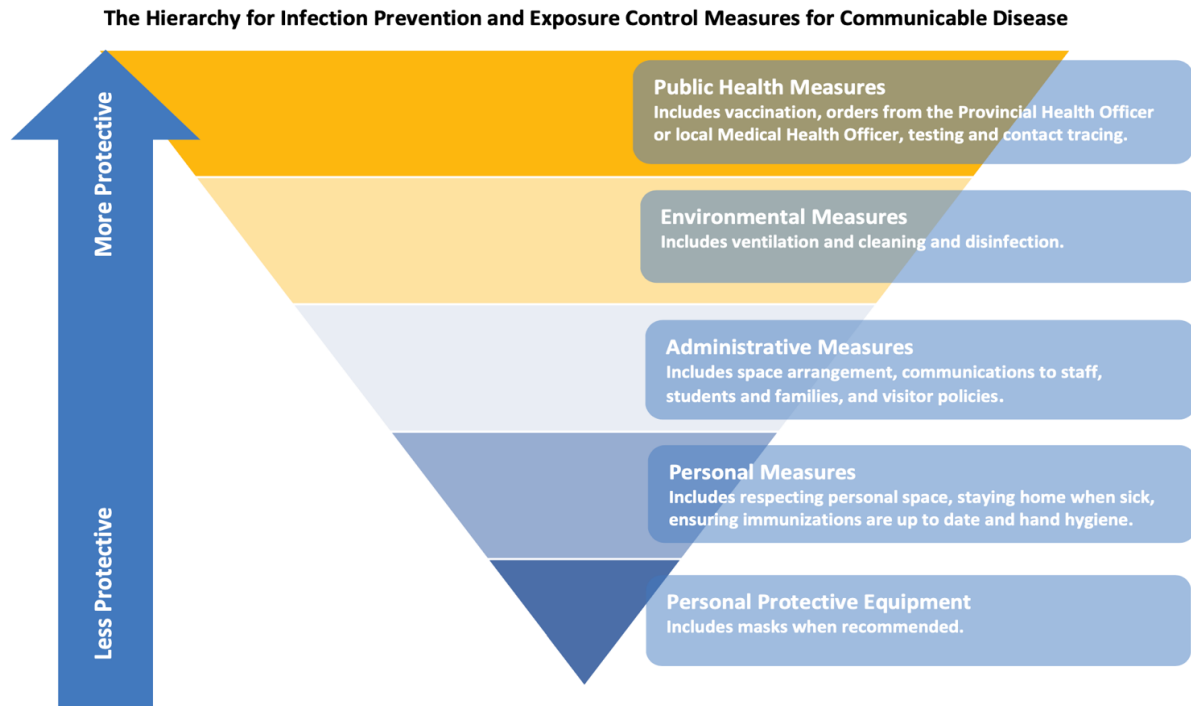 The Hierarchy for Infection Prevention and Exposure Control Measures for Communicable Disease
More Protective
Less Protective
Public Health Measures
Includes vaccination, orders from the Provincial Health Officer
or local Medical Health Officer, testing and contact tracing.
Environmental Measures
Includes ventilation and cleaning and disinfection.
Administrative Measures
Includes space arrangement, communications to staff,
students and families, and visitor policies.
Personal Measures
Includes respecting personal space, staying home when sick,
ensuring immunizations are up to date and hand hygiene.
Personal Protective Equipment
Includes masks when recommended.